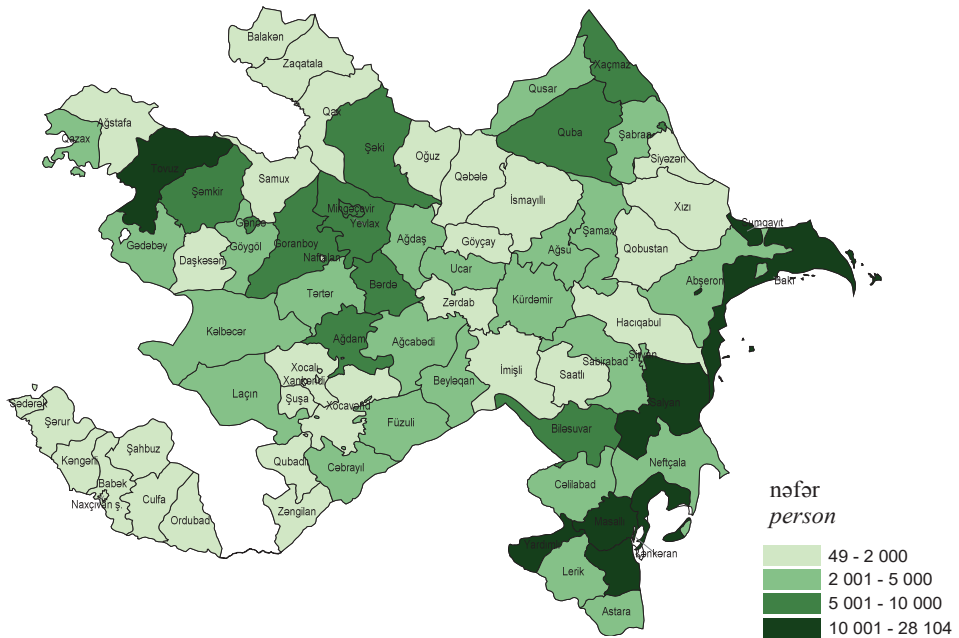 Balakən
Zaqatala
Qax
Qusar
Xaçmaz
Ağstafa
Qazax
Quba
Şabran
Şəki
Oğuz
Siyəzən
Tovuz
Qəbələ
Samux
Şəmkir
İsmayıllı
Xızı
Mingəçevir
Gəncə
Yevlax
Sumqayıt
Goranboy
Şamaxı
Gədəbəy
Göygöl
Ağdaş
Göyçay
Ağsu
Qobustan
Daşkəsən
Naftalan
Ucar
Abşeron
Bakı
Bərdə
Tərtər
Zərdab
Kürdəmir
Hacıqabul
Kəlbəcər
Ağdam
Ağcabədi
Şirvan
Sabirabad
Xocalı
İmişli
Saatlı
Xankəndi
Beyləqan
Laçın
Şuşa
Xocavənd
Salyan
Sədərək
Şərur
Füzuli
Biləsuvar
Şahbuz
Kəngərli
Qubadlı
Neftçala
Cəbrayıl
Babək
Cəlilabad
Culfa
Naxçıvan ş.
Zəngilan
Ordubad
Masallı
Yardımlı
Lənkəran
Lerik
Astara
nəfər
person
49 - 2 000
2 001 - 5 000
5 001 - 10 000
10 001 - 28 104